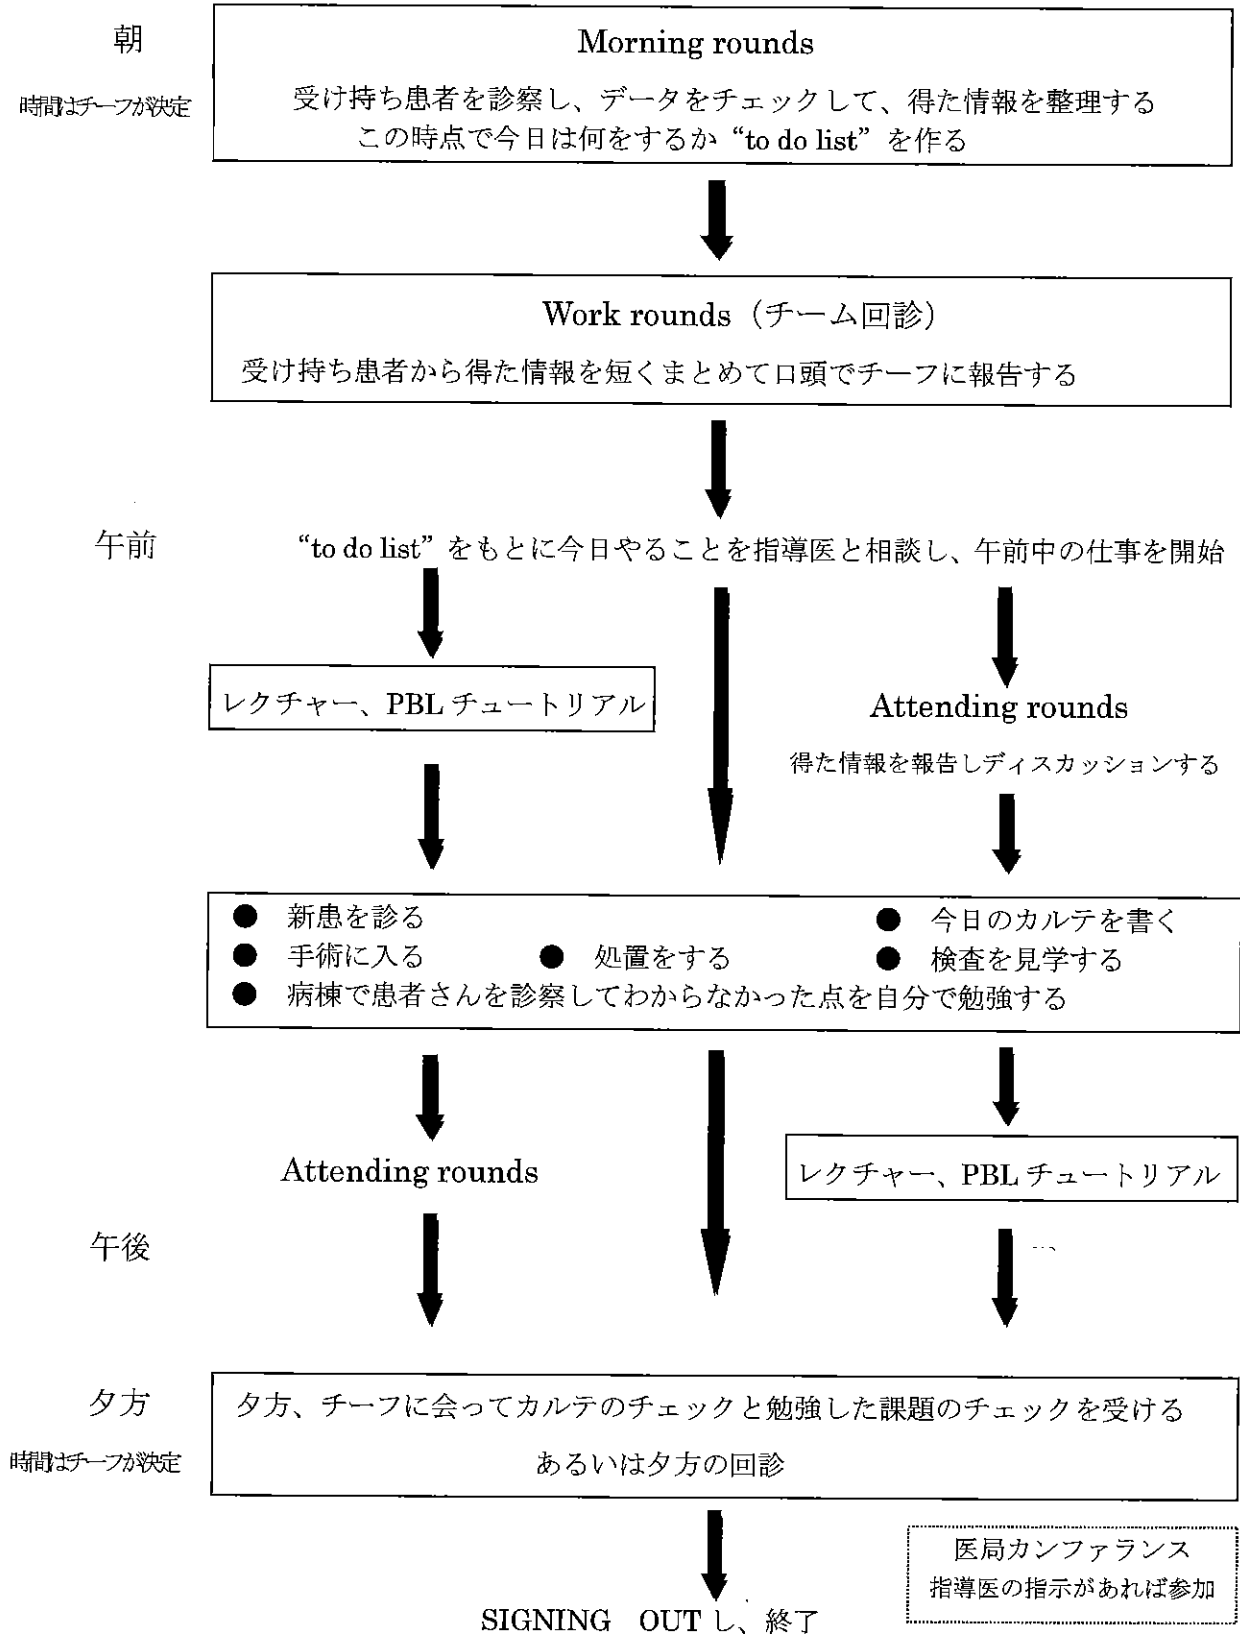 朝
時間はチーフが決定
Morning rounds
受け持ち患者を診察し、データをチェックして、得た情報を整理する
この時点で今日は何をするか “to do list” を作る
Work rounds（チーム回診）
受け持ち患者から得た情報を短くまとめて口頭でチーフに報告する
午前
“to do list” をもとに今日やることを指導医と相談し、午前中の仕事を開始
レクチャー、PBL チュートリアル
Attending rounds
得た情報を報告しディスカッションする
● 新患を診る ● 今日のカルテを書く
● 手術に入る ● 処置をする ● 検査を見学する
● 病棟で患者さんを診察してわからなかった点を自分で勉強する
Attending rounds
レクチャー、PBL チュートリアル
午後
夕方
時間はチーフが決定
夕方、チーフに会ってカルテのチェックと勉強した課題のチェックを受ける
あるいは夕方の回診
医局カンファランス
指導医の指示があれば参加
SIGNING OUT し、終了